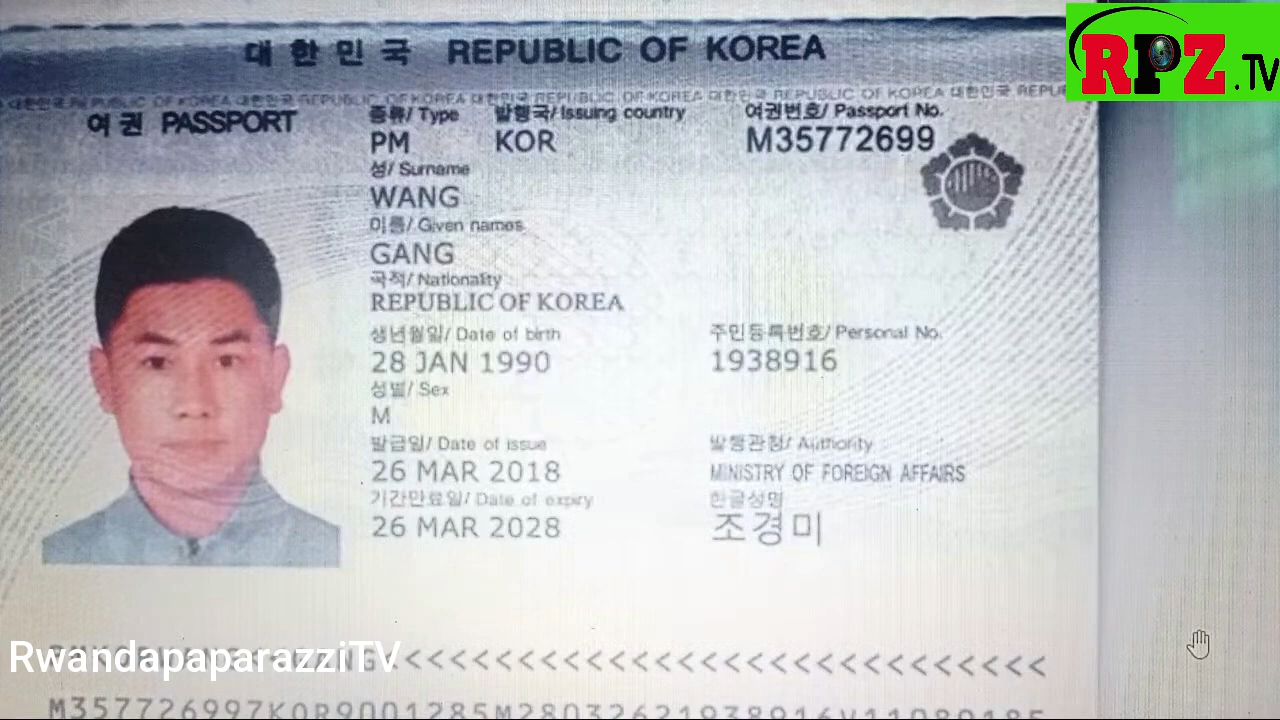 대한민국 REPUBLIC OF KOREA
RPZ.TV
여권 PASSPORT
종류/ Type 발행국/ Issuing country 여권번호/ Passport No.
PM KOR M35772699
성/ Surname
WANG
이름/ Given names
GANG
국적/ Nationality
REPUBLIC OF KOREA
생년월일/ Date of birth 주민등록번호/ Personal No.
28 JAN 1990 1938916
성별/ Sex
M
발급일/ Date of issue 발행관청/ Authority
26 MAR 2018 MINISTRY OF FOREIGN AFFAIRS
기간만료일/ Date of expiry 한글성명
26 MAR 2028 조경미
RwandapaparazziTV
<<<<<<<<<<<<<<<<<<<<<<<<<<<